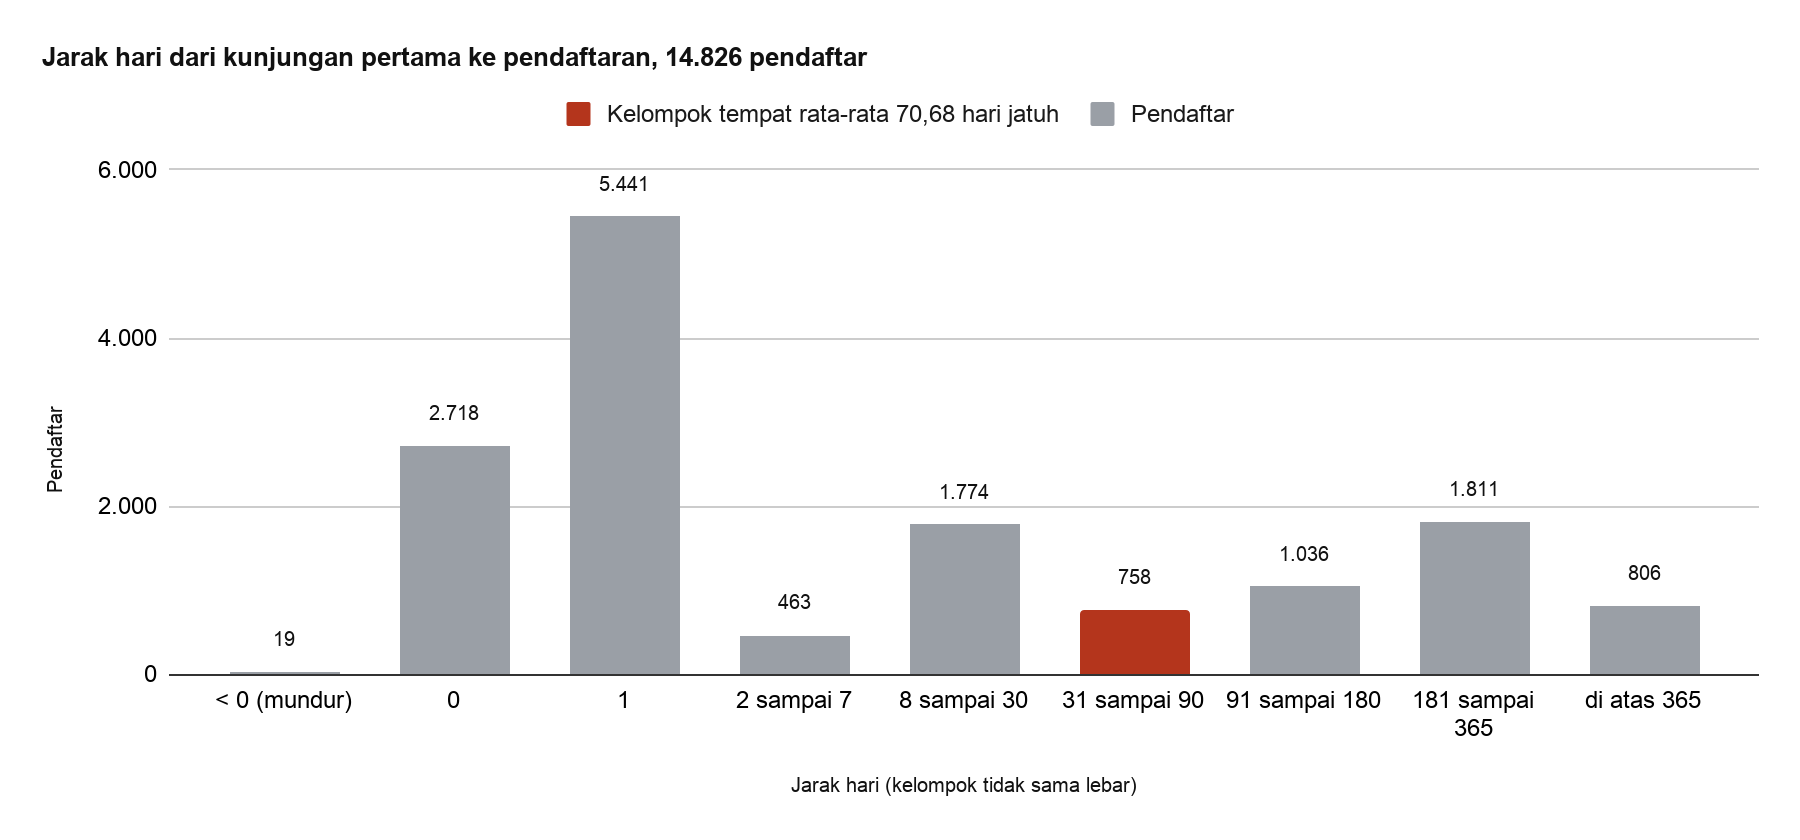 Jarak hari dari kunjungan pertama ke pendaftaran, 14.826 pendaftar
Kelompok tempat rata-rata 70,68 hari jatuh
Pendaftar
6.000
4.000
2.000
0
Pendaftar
19
2.718
5.441
463
1.774
758
1.036
1.811
806
< 0 (mundur)
0
1
2 sampai 7
8 sampai 30
31 sampai 90
91 sampai 180
181 sampai
365
di atas 365
Jarak hari (kelompok tidak sama lebar)